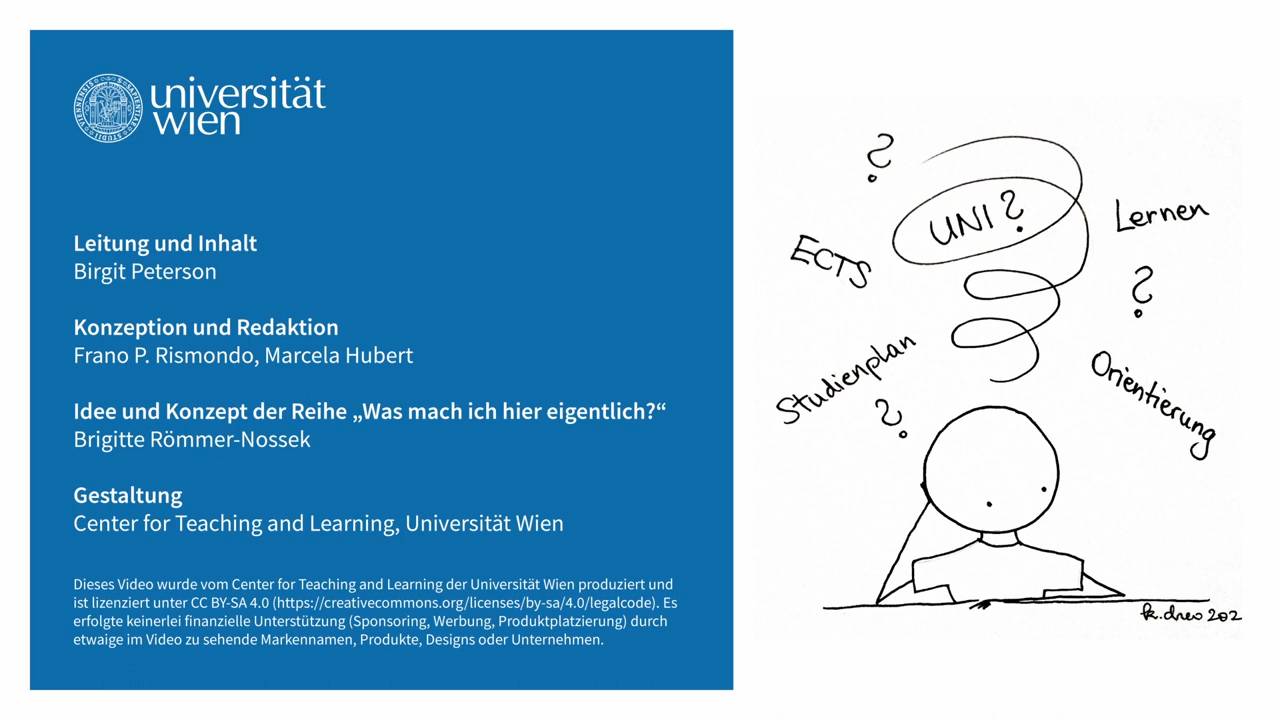 universität
wien
Leitung und Inhalt
Birgit Peterson
Konzeption und Redaktion
Frano P. Rismondo, Marcela Hubert
Idee und Konzept der Reihe „Was mach ich hier eigentlich?“
Brigitte Römmer-Nossek
Gestaltung
Center for Teaching and Learning, Universität Wien
Dieses Video wurde vom Center for Teaching and Learning der Universität Wien produziert und
ist lizenziert unter CC BY-SA 4.0 (https://creativecommons.org/licenses/by-sa/4.0/legalcode). Es
erfolgte keinerlei finanzielle Unterstützung (Sponsoring, Werbung, Produktplatzierung) durch
etwaige im Video zu sehende Markennamen, Produkte, Designs oder Unternehmen.
?
UNI?
Lernen
ECTS
?
Studienplan
?
Orientierung